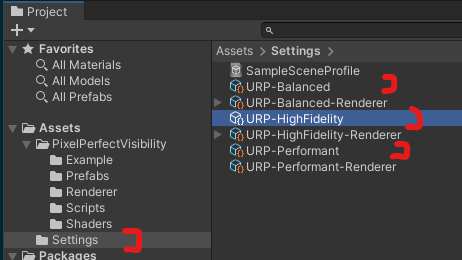 Project
+
Favorites
All Materials
All Models
All Prefabs
Assets
PixelPerfectVisibility
Example
Prefabs
Renderer
Scripts
Shaders
Settings
Packages
Assets > Settings >
SampleSceneProfile
URP-Balanced
URP-Balanced-Renderer
URP-HighFidelity
URP-HighFidelity-Renderer
URP-Performant
URP-Performant-Renderer